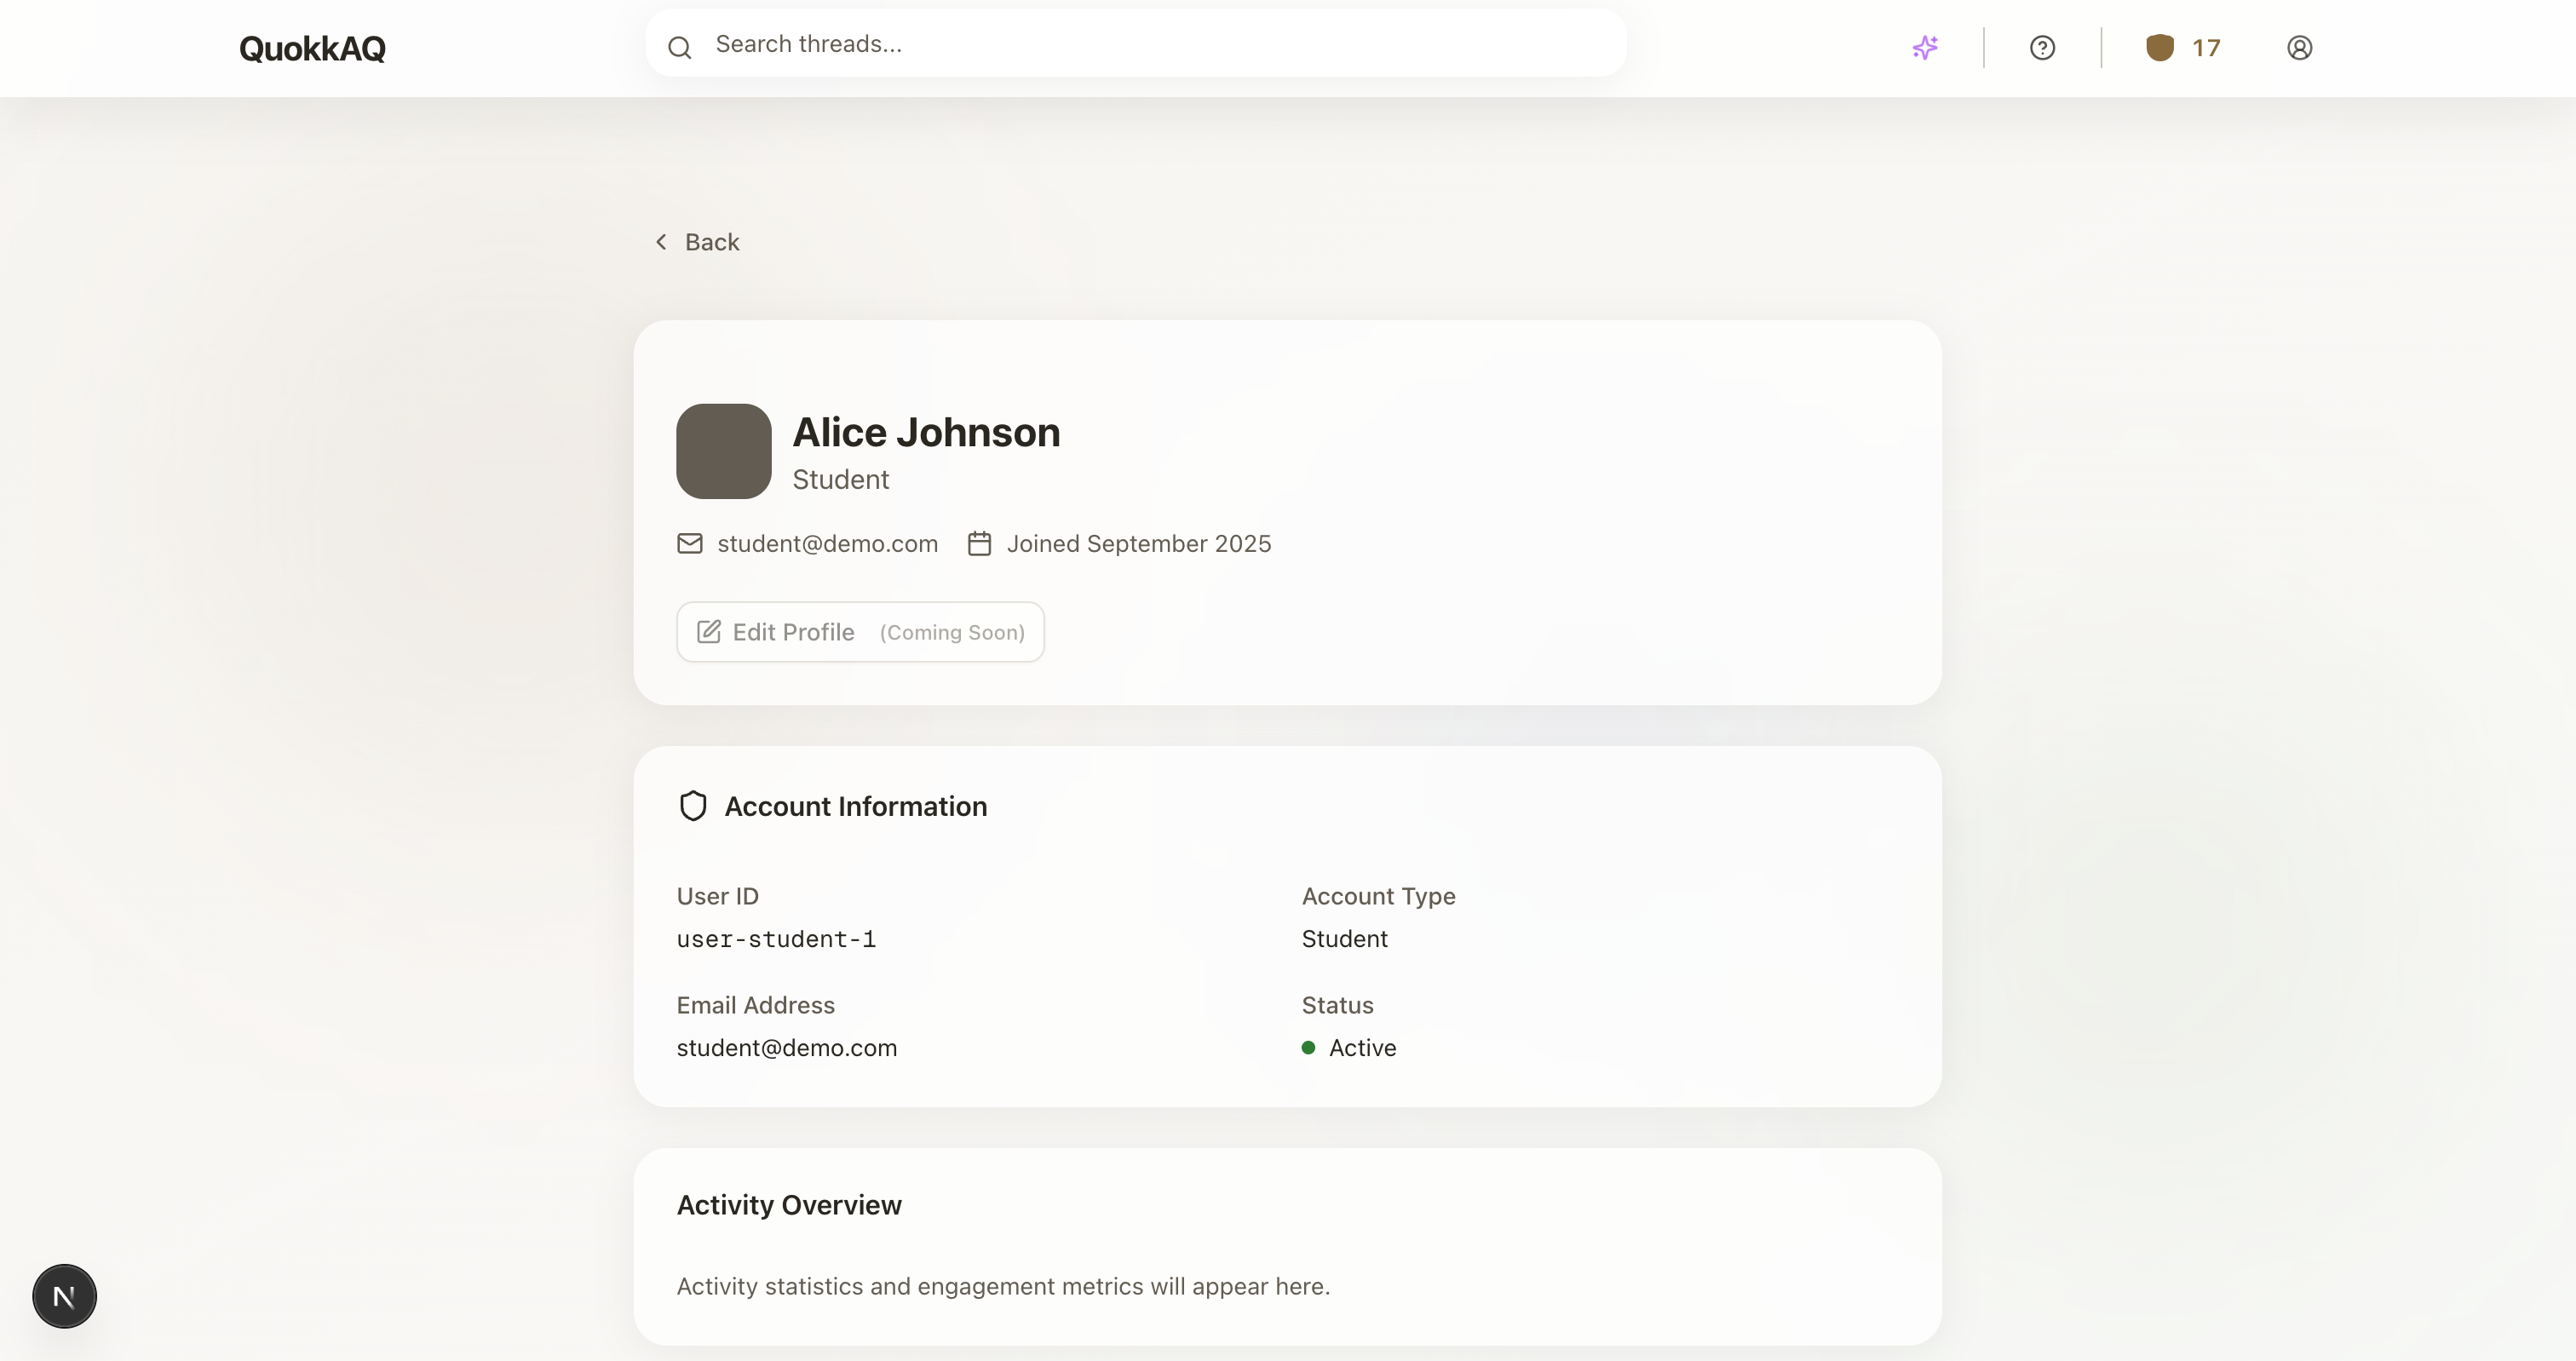 QuokkAQ
Search threads...
17
Back
Alice Johnson
Student
student@demo.com
Joined September 2025
Edit Profile (Coming Soon)
Account Information
User ID
user-student-1
Account Type
Student
Email Address
student@demo.com
Status
Active
Activity Overview
Activity statistics and engagement metrics will appear here.
N